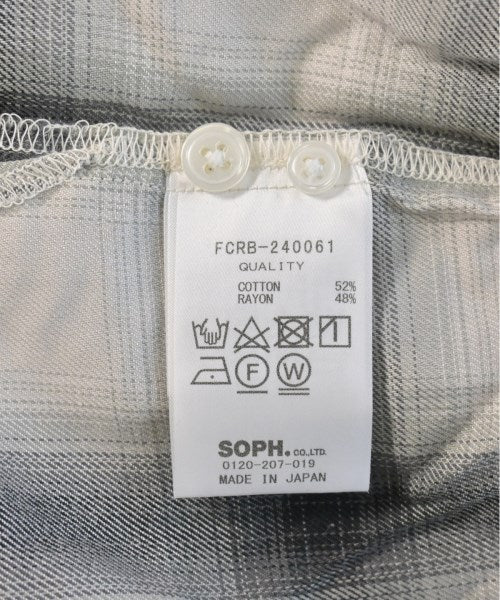 FCRB-240061
QUALITY
COTTON 52%
RAYON 48%
F W
SOPH. CO.,LTD.
0120-207-019
MADE IN JAPAN